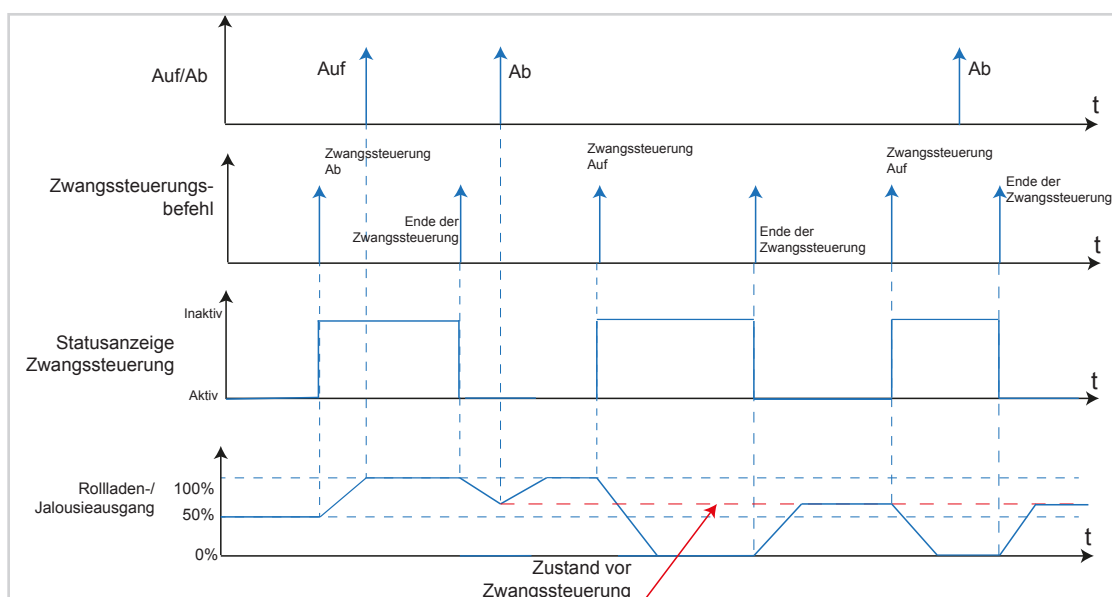 Auf/Ab
Auf
Ab
Ab
t
Zwangssteuerungs-
befehl
Zwangssteuerung
Ab
Ende der
Zwangssteuerung
Zwangssteuerung
Auf
Ende der
Zwangssteuerung
Zwangssteuerung
Auf
Ende der
Zwangssteuerung
t
Statusanzeige
Zwangssteuerung
Inaktiv
Aktiv
t
Rollladen-/
Jalousieausgang
100%
50%
0%
t
Zustand vor
Zwangssteuerung